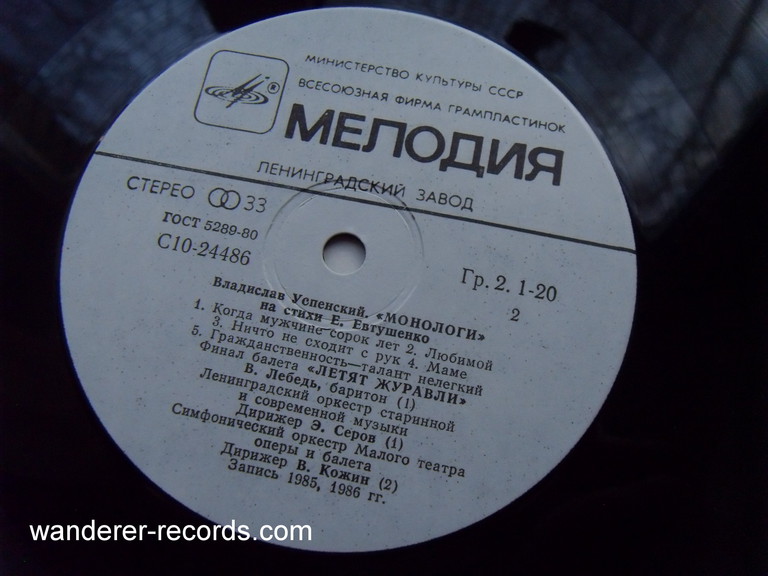 МИНИСТЕРСТВО КУЛЬТУРЫ СССР
ВСЕСОЮЗНАЯ ФИРМА ГРАМПЛАСТИНОК
®
МЕЛОДИЯ
ЛЕНИНГРАДСКИЙ ЗАВОД
СТЕРЕО 33
ГОСТ 5289-80
С10-24486
Гр. 2. 1-20
2
Владислав Успенский. «МОНОЛОГИ»
на стихи Е. Евтушенко
1. Когда мужчине сорок лет 2. Любимой
3. Ничто не сходит с рук 4. Маме
5. Гражданственность—талант нелегкий
Финал балета «ЛЕТЯТ ЖУРАВЛИ»
В. Лебедь, баритон (1)
Ленинградский оркестр старинной
и современной музыки
Дирижер Э. Серов (1)
Симфонический оркестр Малого театра
оперы и балета
Дирижер В. Кожин (2)
Запись 1985, 1986 гг.
wanderer-records.com